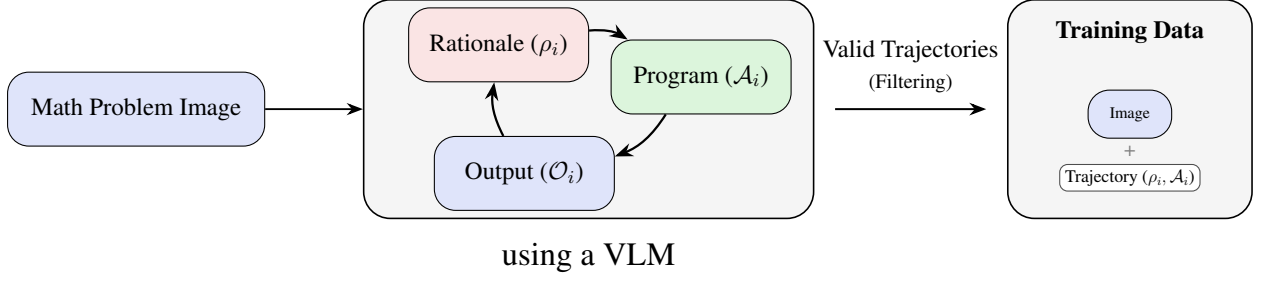 Math Problem Image
Rationale (ρᵢ)
Program (𝒜ᵢ)
Output (𝒪ᵢ)
using a VLM
Valid Trajectories
(Filtering)
Training Data
Image
+
Trajectory (ρᵢ, 𝒜ᵢ)